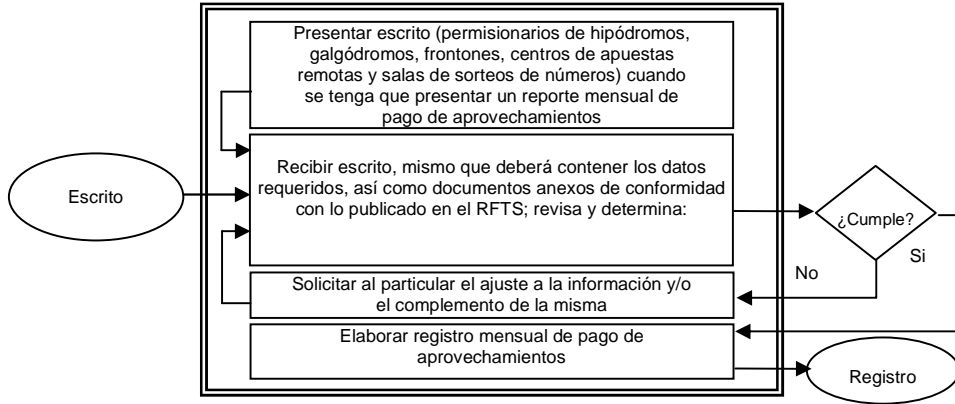 Presentar escrito (permisionarios de hipódromos,
galgódromos, frontones, centros de apuestas
remotas y salas de sorteos de números) cuando
se tenga que presentar un reporte mensual de
pago de aprovechamientos
Escrito
Recibir escrito, mismo que deberá contener los datos
requeridos, así como documentos anexos de conformidad
con lo publicado en el RFTS; revisa y determina:
¿Cumple?
Si
No
Solicitar al particular el ajuste a la información y/o
el complemento de la misma
Elaborar registro mensual de pago de
aprovechamientos
Registro